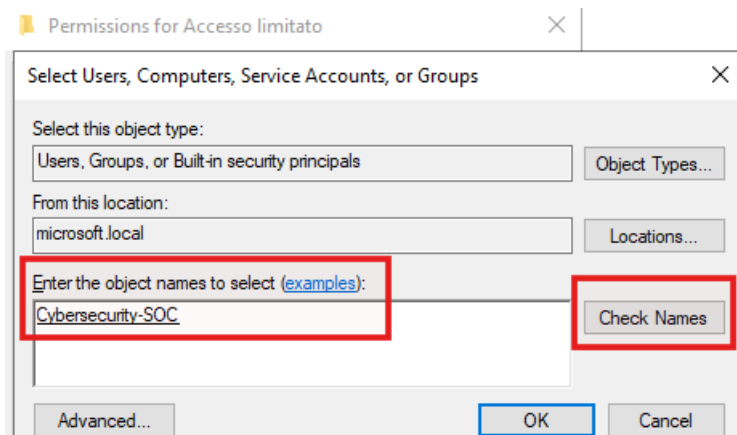 Permissions for Accesso limitato
Select Users, Computers, Service Accounts, or Groups
Select this object type:
Users, Groups, or Built-in security principals
Object Types...
From this location:
microsoft.local
Locations...
Enter the object names to select (examples):
Cybersecurity-SOC
Check Names
Advanced...
OK
Cancel